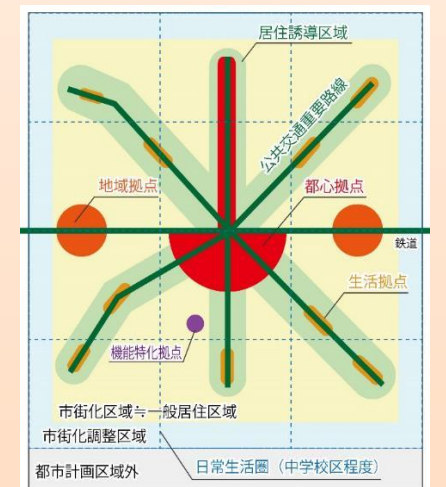 居住誘導区域
公共交通重要路線
地域拠点
都心拠点
鉄道
生活拠点
機能特化拠点
市街化区域≒一般居住区域
市街化調整区域
都市計画区域外
日常生活圏（中学校区程度）